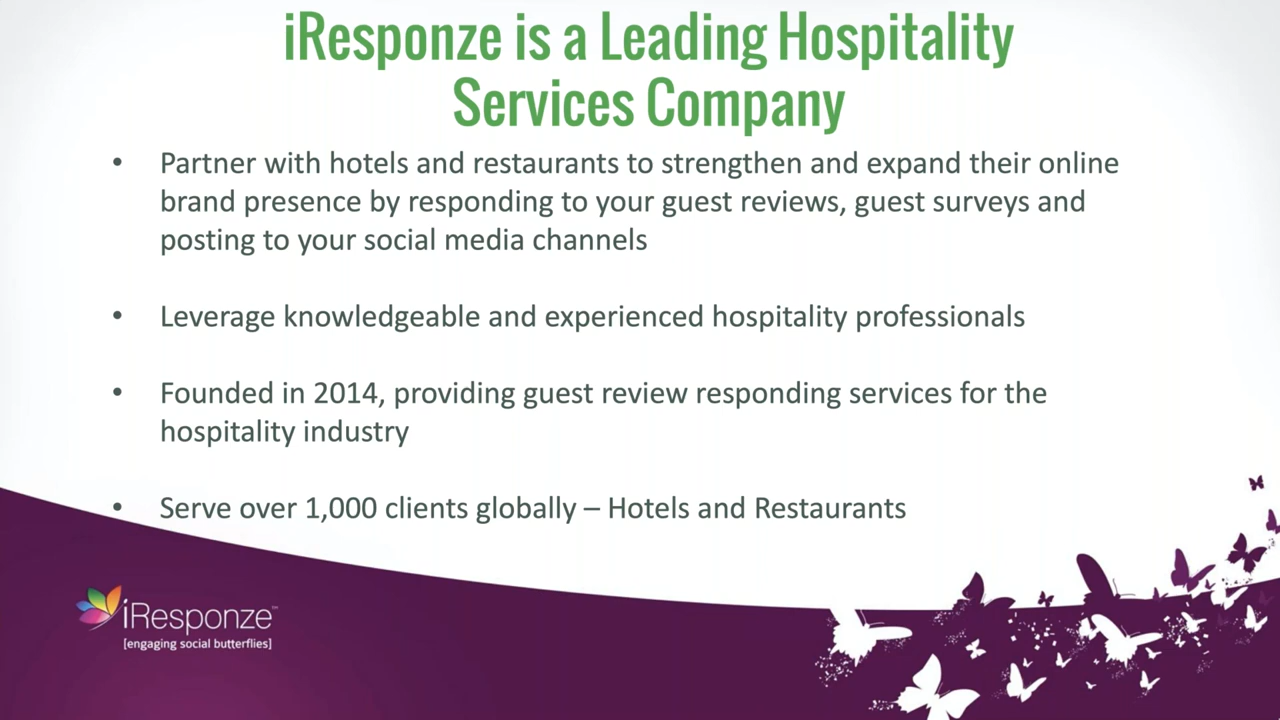 iResponze is a Leading Hospitality
Services Company
• Partner with hotels and restaurants to strengthen and expand their online
brand presence by responding to your guest reviews, guest surveys and
posting to your social media channels
• Leverage knowledgeable and experienced hospitality professionals
• Founded in 2014, providing guest review responding services for the
hospitality industry
• Serve over 1,000 clients globally – Hotels and Restaurants
iResponze™
[engaging social butterflies]